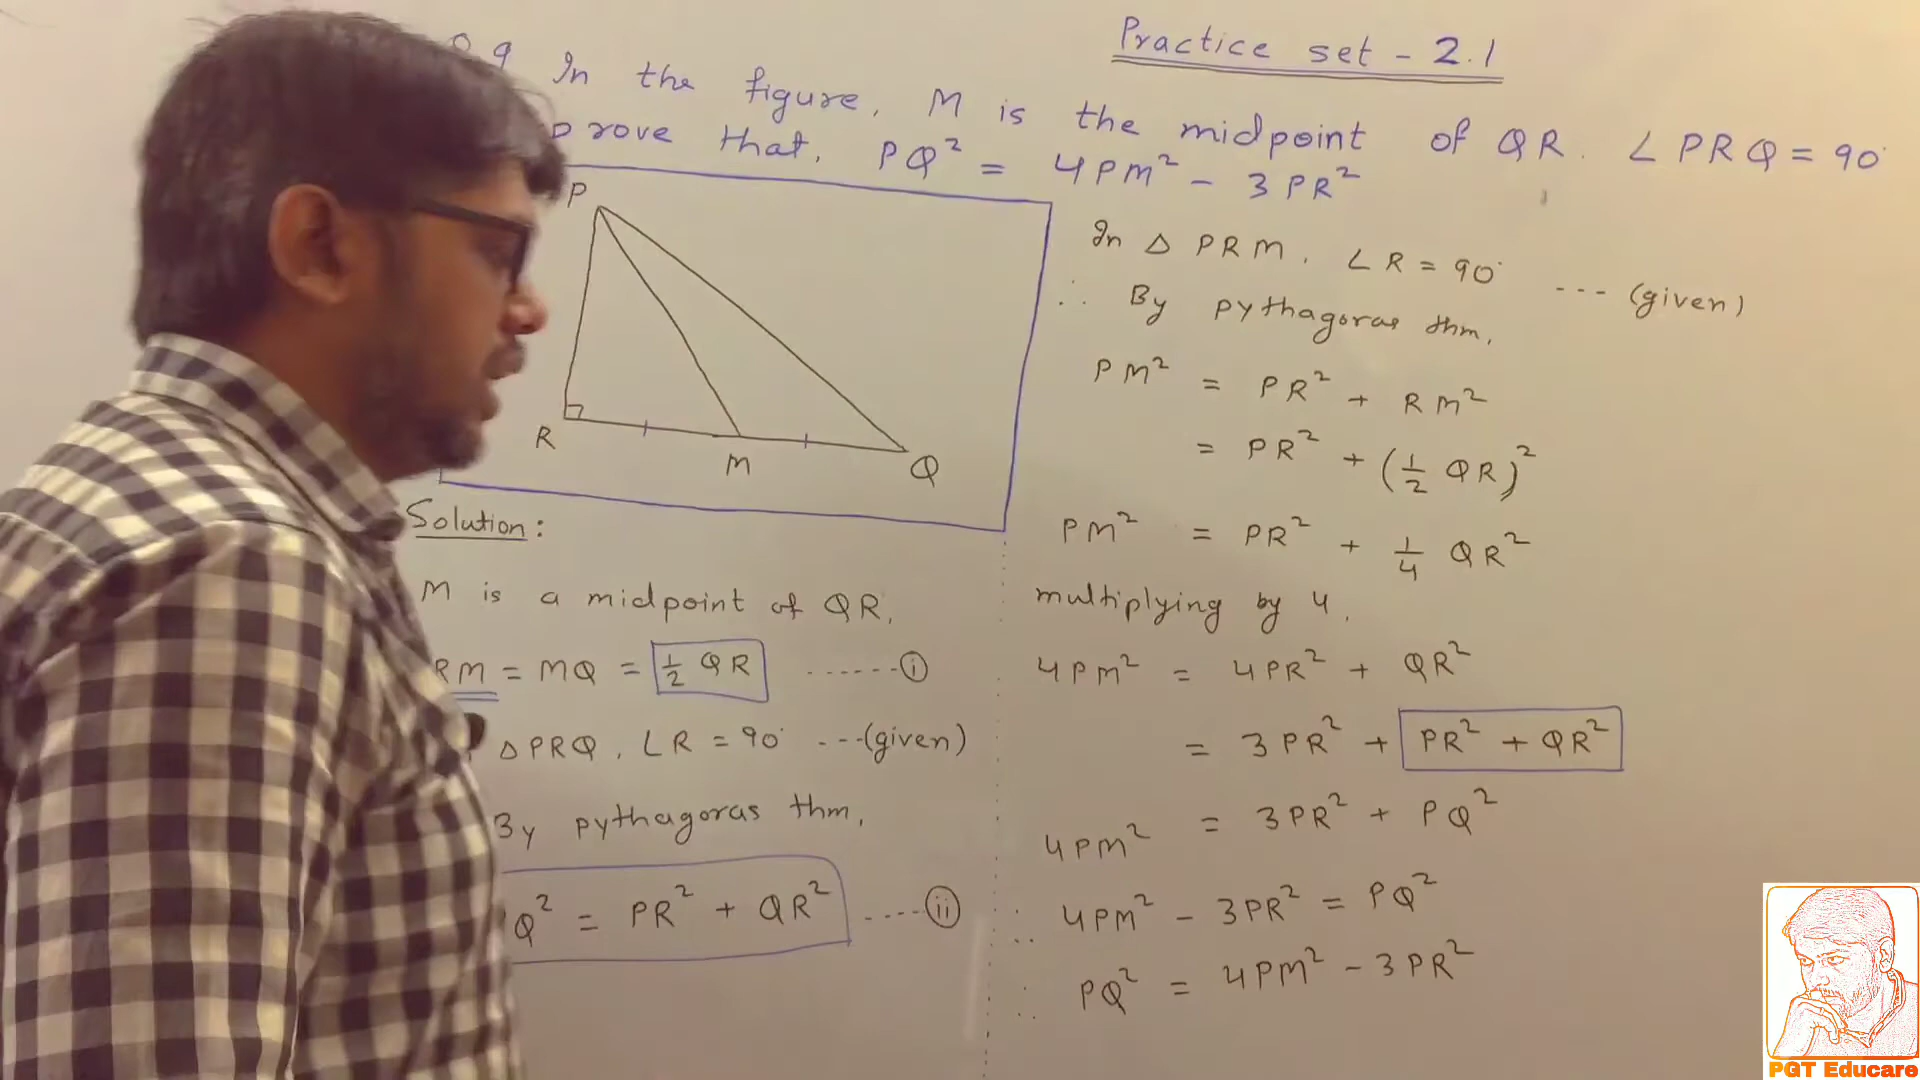 Practice set - 2.1
9 In the figure, M is the midpoint of QR. ∠PRQ = 90°
prove that, PQ² = 4PM² - 3PR²
P
R
M
Q
Solution:
M is a midpoint of QR,
RM = MQ = 1/2 QR ------- (i)
△PRQ, ∠R = 90° ---(given)
By pythagoras thm,
Q² = PR² + QR² ---- (ii)
In △ PRM, ∠R = 90° --- (given)
∴ By pythagoras thm,
PM² = PR² + RM²
= PR² + (1/2 QR)²
PM² = PR² + 1/4 QR²
multiplying by 4,
4PM² = 4PR² + QR²
= 3PR² + PR² + QR²
4PM² = 3PR² + PQ²
∴ 4PM² - 3PR² = PQ²
∴ PQ² = 4PM² - 3PR²
PGT Educare